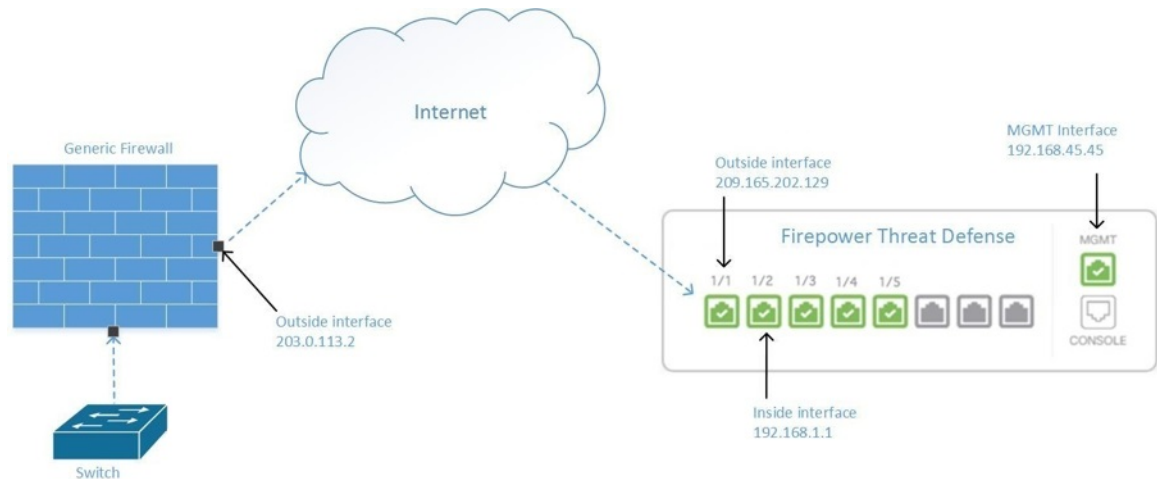 Internet
Generic Firewall
Outside interface
203.0.113.2
Switch
MGMT Interface
192.168.45.45
Outside interface
209.165.202.129
Firepower Threat Defense
MGMT
1/1 1/2 1/3 1/4 1/5
CONSOLE
Inside interface
192.168.1.1